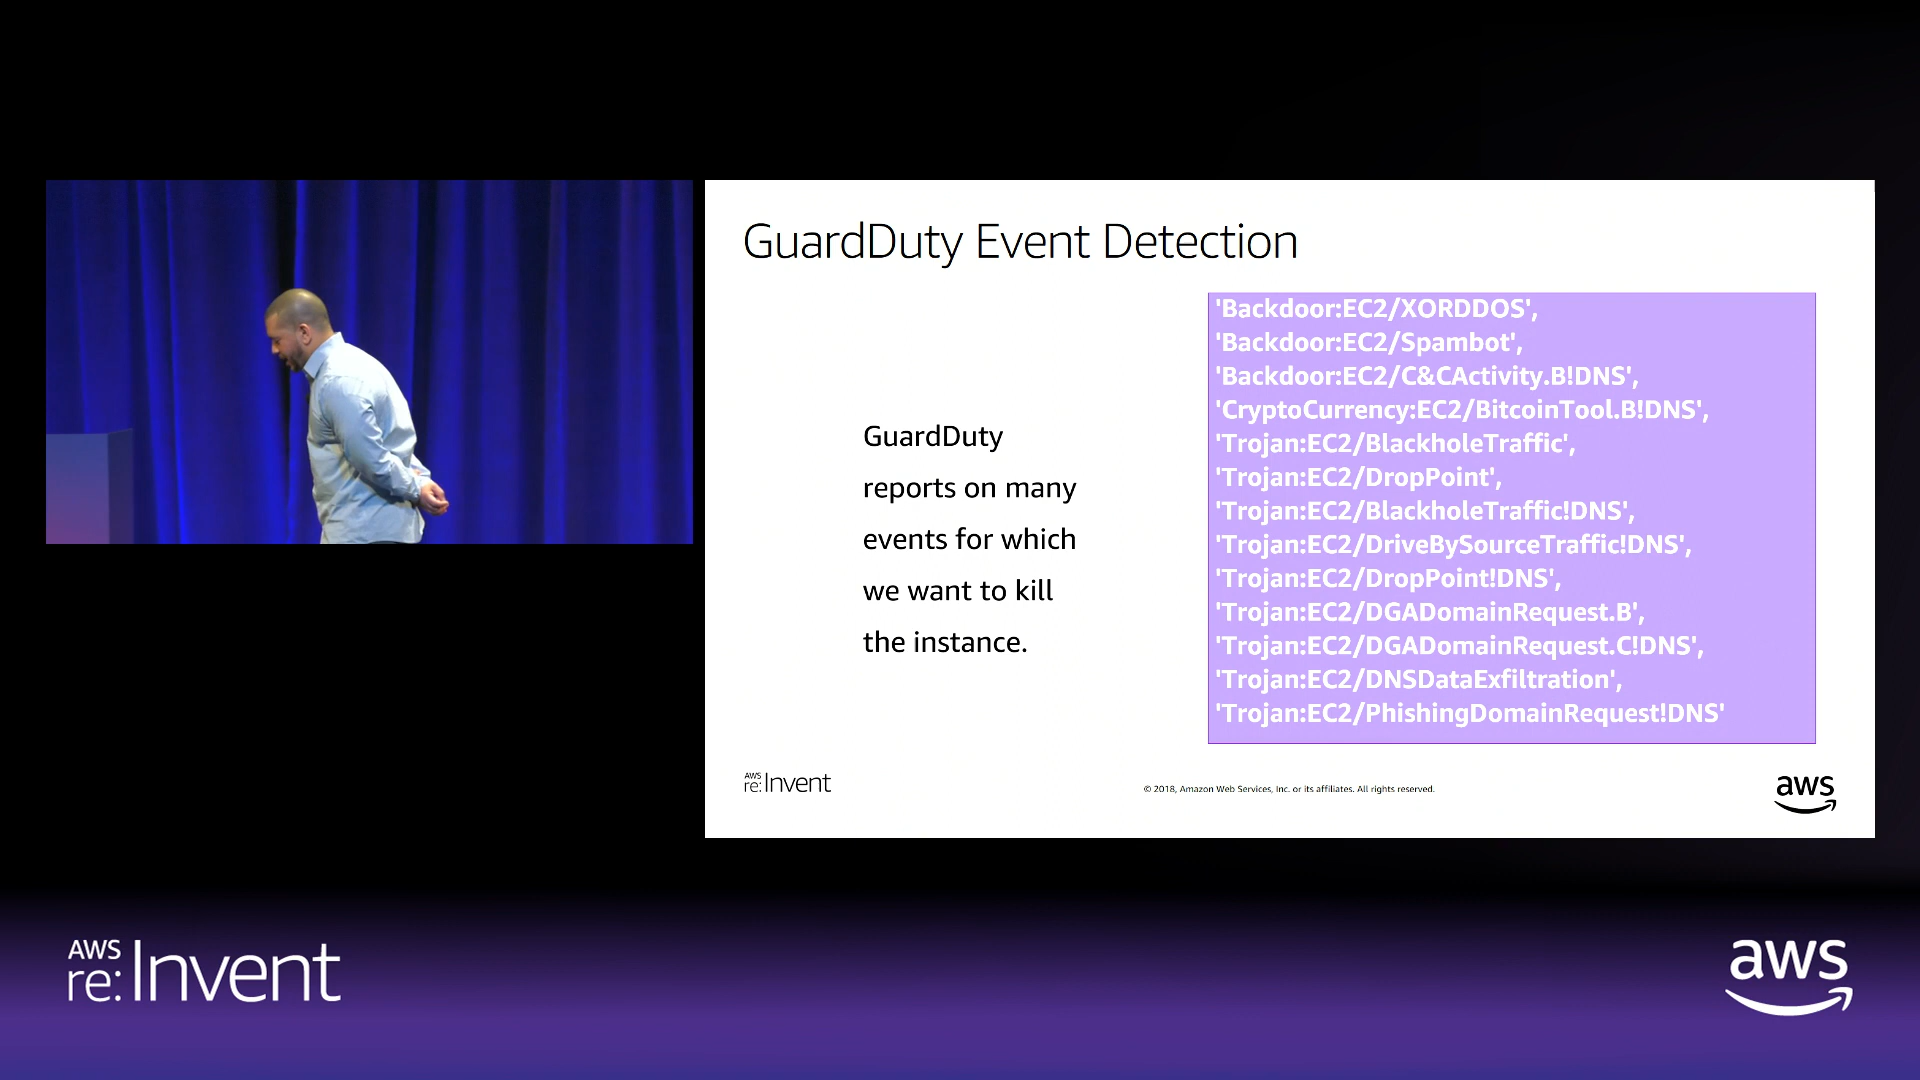 GuardDuty Event Detection
GuardDuty
reports on many
events for which
we want to kill
the instance.
'Backdoor:EC2/XORDDOS',
'Backdoor:EC2/Spambot',
'Backdoor:EC2/C&CActivity.B!DNS',
'CryptoCurrency:EC2/BitcoinTool.B!DNS',
'Trojan:EC2/BlackholeTraffic',
'Trojan:EC2/DropPoint',
'Trojan:EC2/BlackholeTraffic!DNS',
'Trojan:EC2/DriveBySourceTraffic!DNS',
'Trojan:EC2/DropPoint!DNS',
'Trojan:EC2/DGADomainRequest.B',
'Trojan:EC2/DGADomainRequest.C!DNS',
'Trojan:EC2/DNSDataExfiltration',
'Trojan:EC2/PhishingDomainRequest!DNS'
AWS
re:Invent
© 2018, Amazon Web Services, Inc. or its affiliates. All rights reserved.
aws
AWS
re:Invent
aws